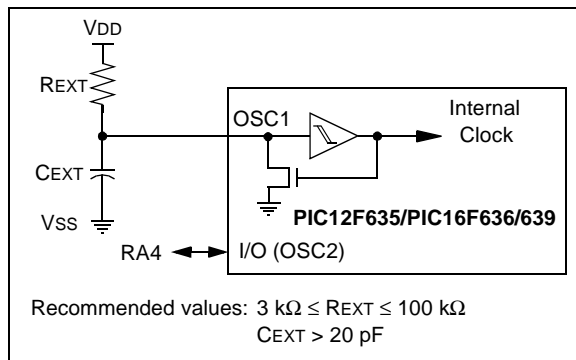 VDD
REXT
OSC1
Internal
Clock
CEXT
VSS
PIC12F635/PIC16F636/639
RA4
I/O (OSC2)
Recommended values: 3 kΩ ≤ REXT ≤ 100 kΩ
CEXT > 20 pF